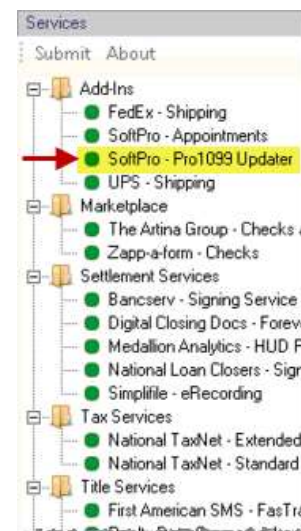 Services
Submit About
Add-Ins
FedEx - Shipping
SoftPro - Appointments
SoftPro - Pro1099 Updater
UPS - Shipping
Marketplace
The Artina Group - Checks
Zapp-a-form - Checks
Settlement Services
Bancserv - Signing Service
Digital Closing Docs - Forev
Medallion Analytics - HUD
National Loan Closers - Sign
Simplifile - eRecording
Tax Services
National TaxNet - Extended
National TaxNet - Standard
Title Services
First American SMS - FasTra